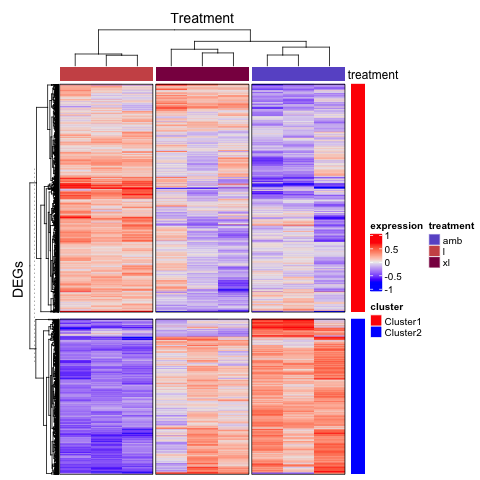 Treatment
treatment
DEGs
expression
1
0.5
0
-0.5
-1
treatment
amb
l
xl
cluster
Cluster1
Cluster2